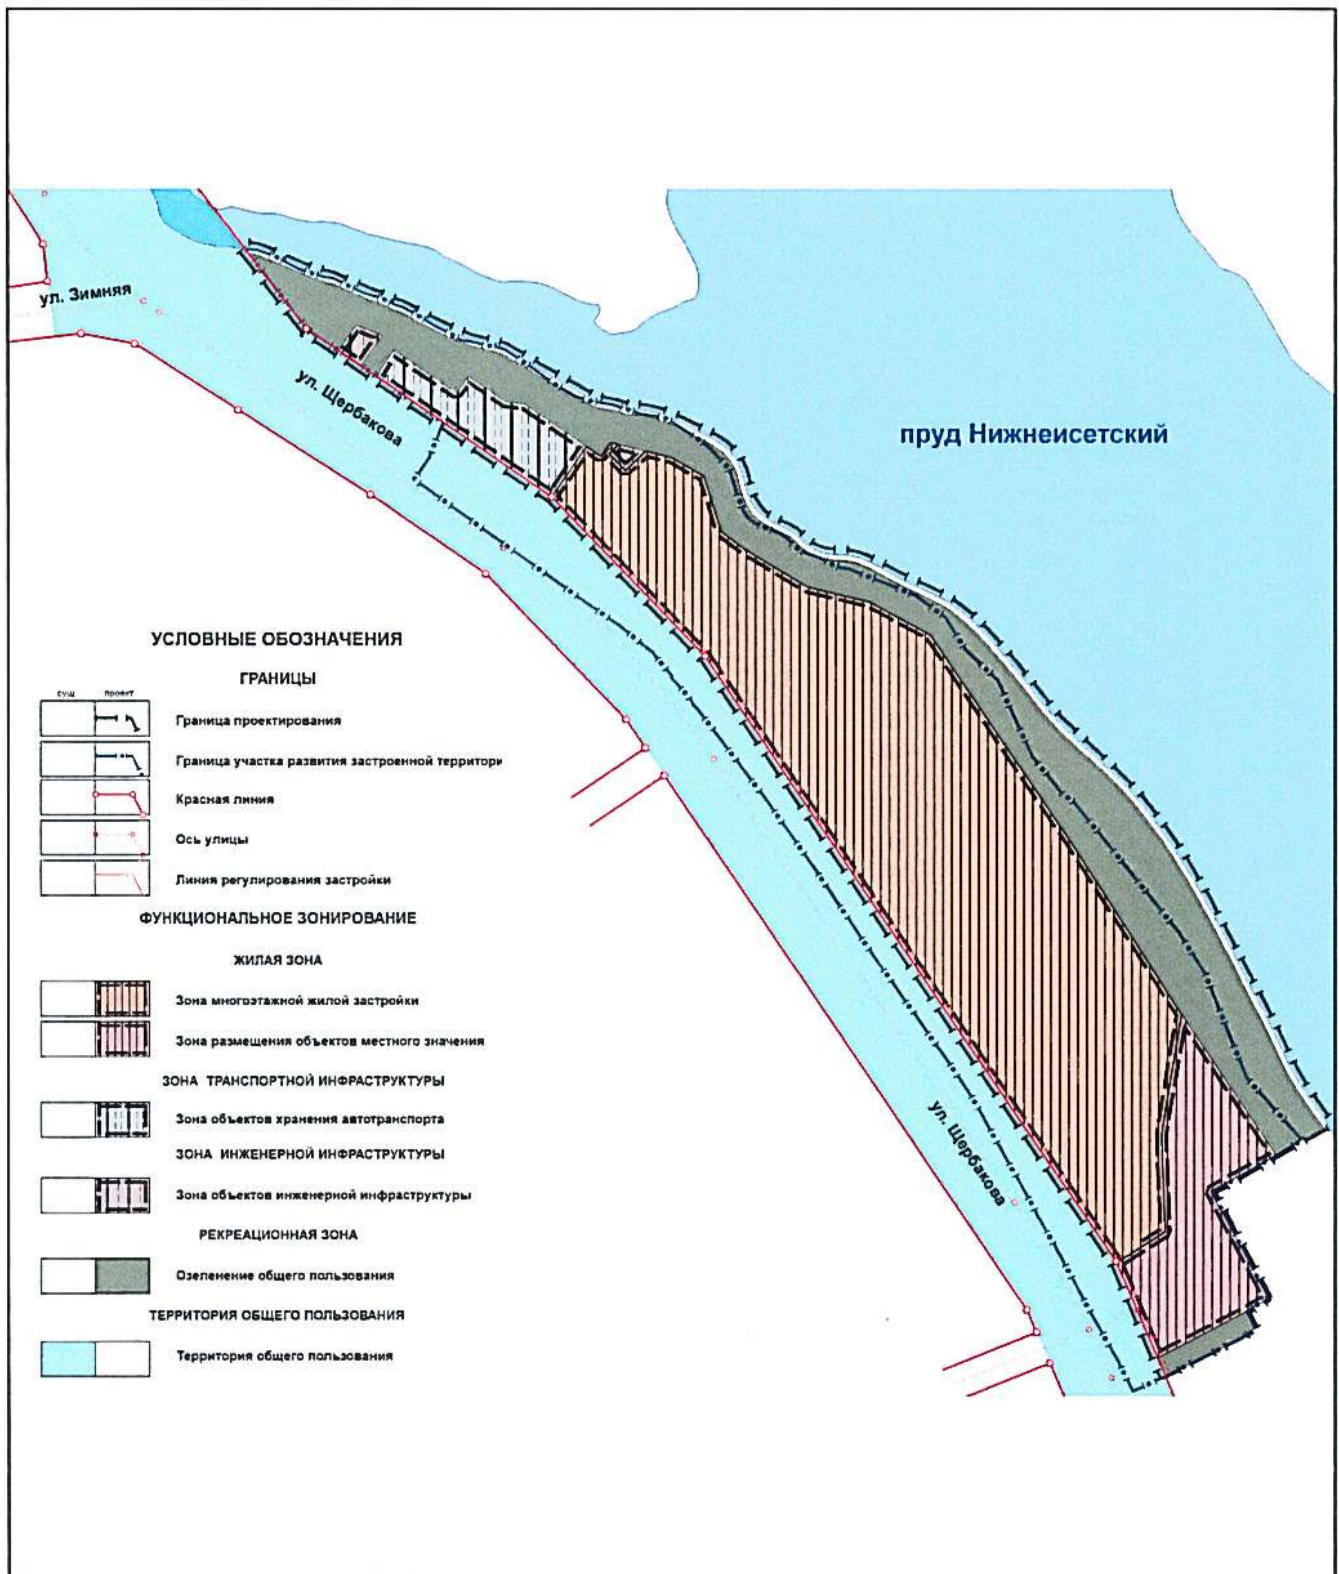 ул. Зимняя
ул. Щербакова
пруд Нижнеисетский
УСЛОВНЫЕ ОБОЗНАЧЕНИЯ
ГРАНИЦЫ
сущ проект
Граница проектирования
Граница участка развития застроенной территори
Красная линия
Ось улицы
Линия регулирования застройки
ФУНКЦИОНАЛЬНОЕ ЗОНИРОВАНИЕ
ЖИЛАЯ ЗОНА
Зона многоэтажной жилой застройки
Зона размещения объектов местного значения
ЗОНА ТРАНСПОРТНОЙ ИНФРАСТРУКТУРЫ
Зона объектов хранения автотранспорта
ЗОНА ИНЖЕНЕРНОЙ ИНФРАСТРУКТУРЫ
Зона объектов инженерной инфраструктуры
РЕКРЕАЦИОННАЯ ЗОНА
Озеленение общего пользования
ТЕРРИТОРИЯ ОБЩЕГО ПОЛЬЗОВАНИЯ
Территория общего пользования
ул. Щербакова